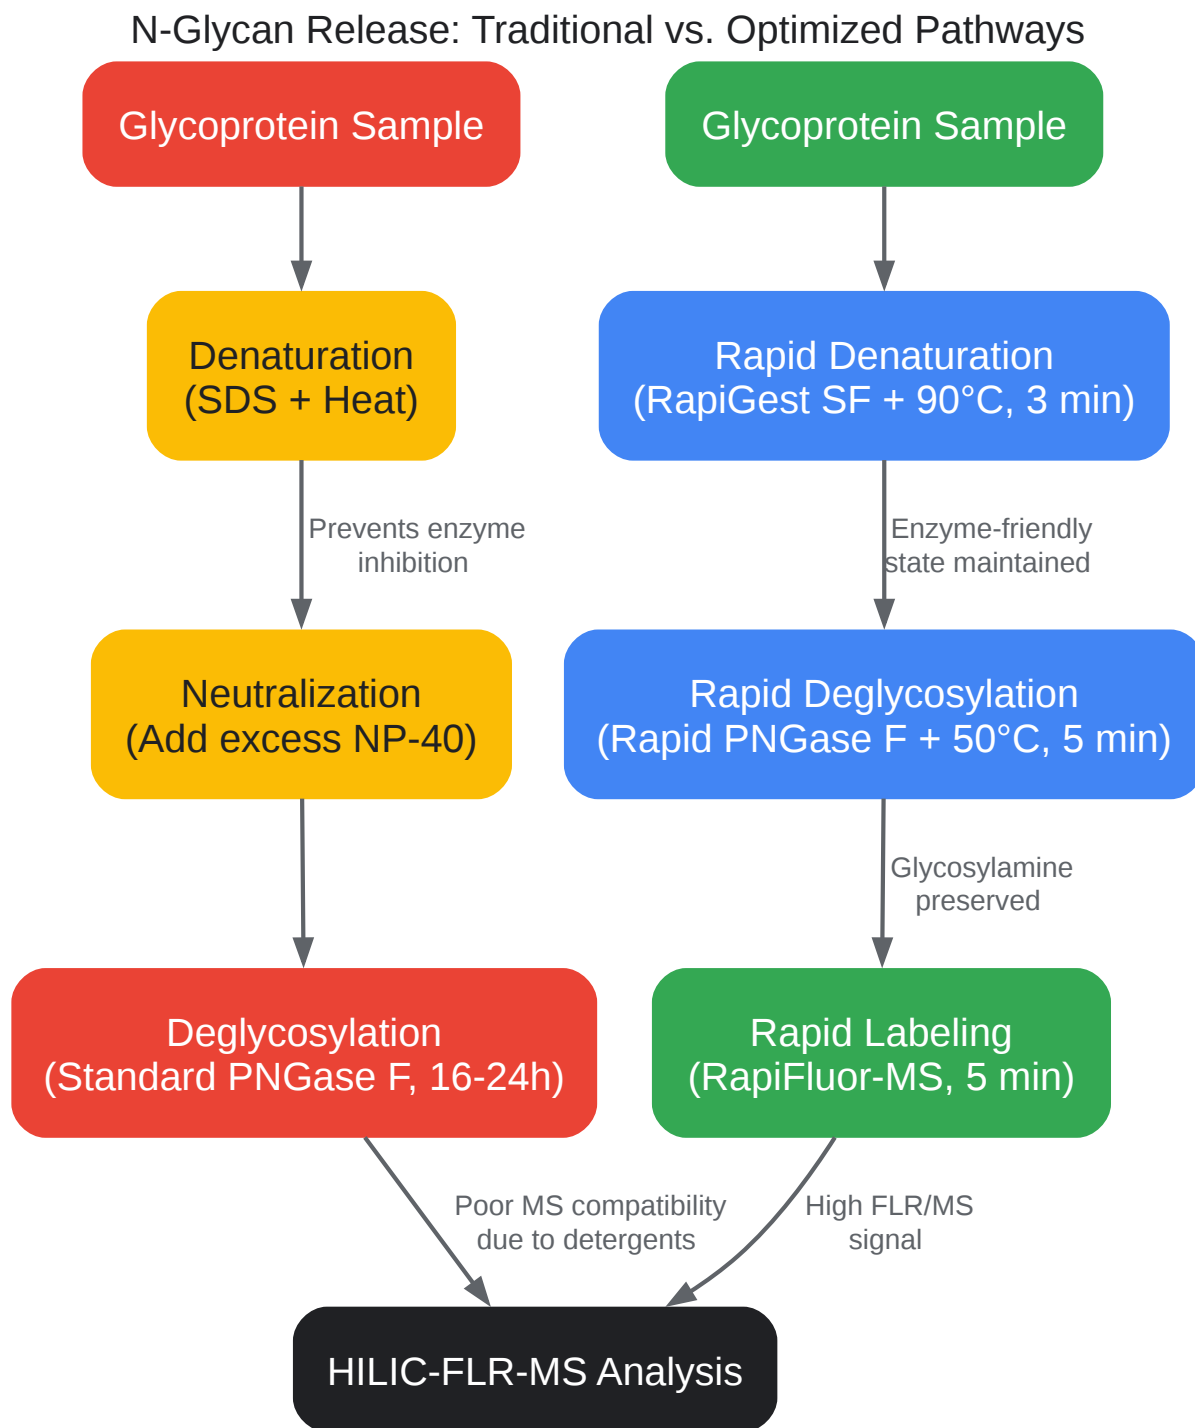 N-Glycan Release: Traditional vs. Optimized Pathways
Glycoprotein Sample
Glycoprotein Sample
Denaturation
(SDS + Heat)
Rapid Denaturation
(RapiGest SF + 90°C, 3 min)
Prevents enzyme
inhibition
Enzyme-friendly
state maintained
Neutralization
(Add excess NP-40)
Rapid Deglycosylation
(Rapid PNGase F + 50°C, 5 min)
Glycosylamine
preserved
Deglycosylation
(Standard PNGase F, 16-24h)
Rapid Labeling
(RapiFluor-MS, 5 min)
Poor MS compatibility
due to detergents
High FLR/MS
signal
HILIC-FLR-MS Analysis